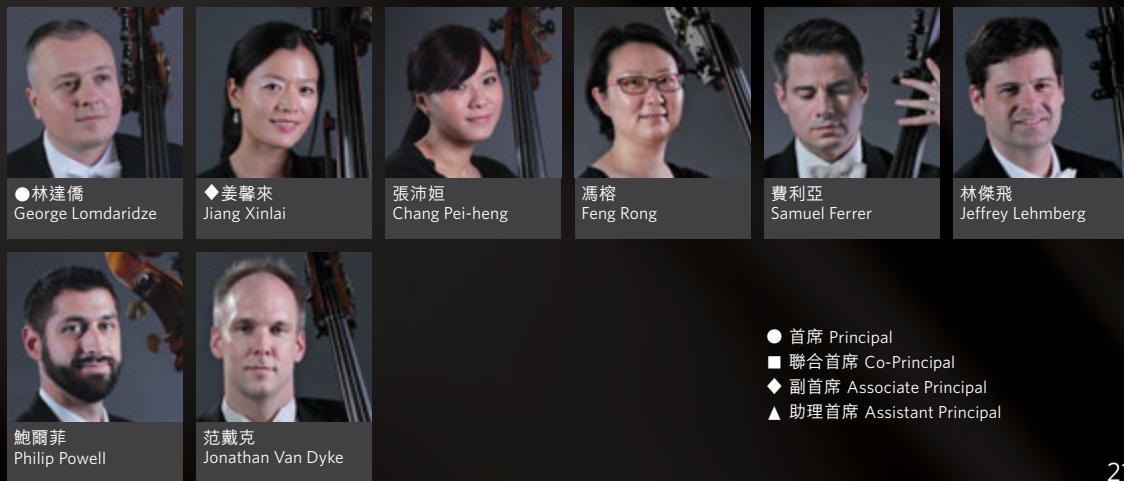 ●林達僑
George Lomdaridze
◆姜馨來
Jiang Xinlai
張沛姮
Chang Pei-heng
馮榕
Feng Rong
費利亞
Samuel Ferrer
林傑飛
Jeffrey Lehmberg
鮑爾菲
Philip Powell
范戴克
Jonathan Van Dyke
● 首席 Principal
■ 聯合首席 Co-Principal
◆ 副首席 Associate Principal
▲ 助理首席 Assistant Principal